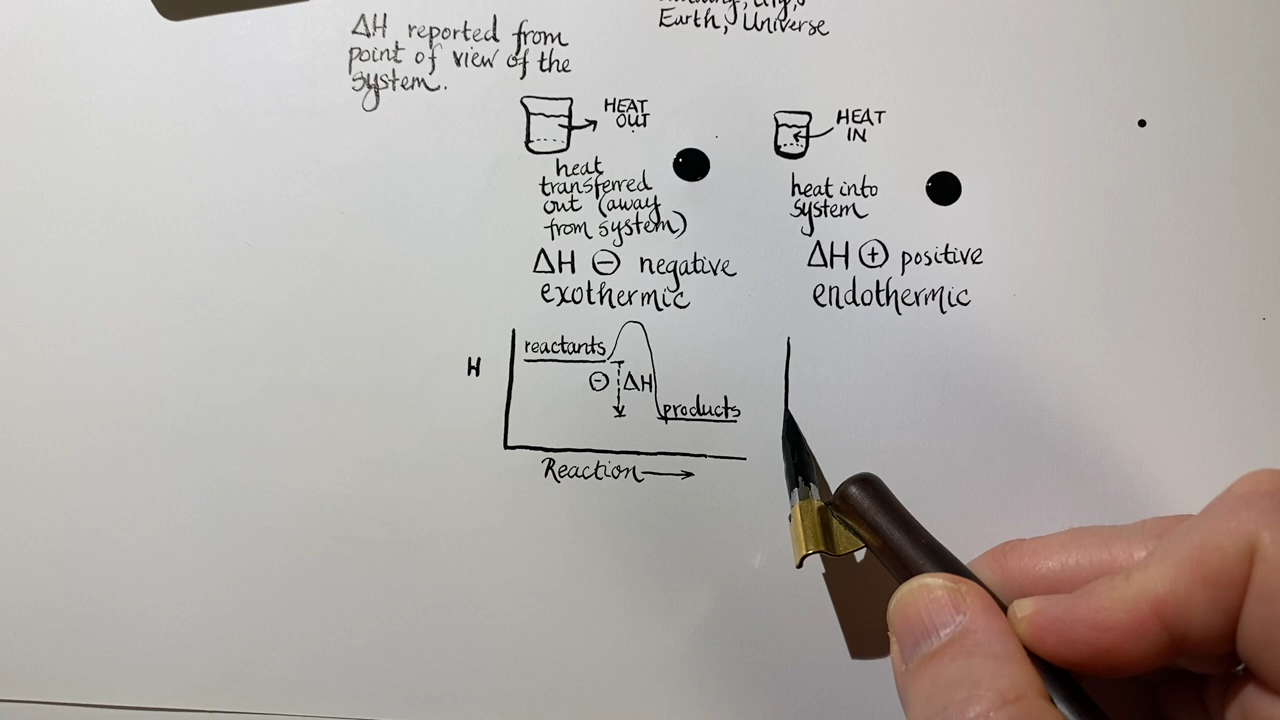 Earth, Universe
ΔH reported from
point of view of the
system.
HEAT
OUT
heat
transferred
out (away
from system)
ΔH ⊖ negative
exothermic
HEAT
IN
heat into
system
ΔH ⊕ positive
endothermic
H
reactants
⊖ ΔH
products
Reaction →